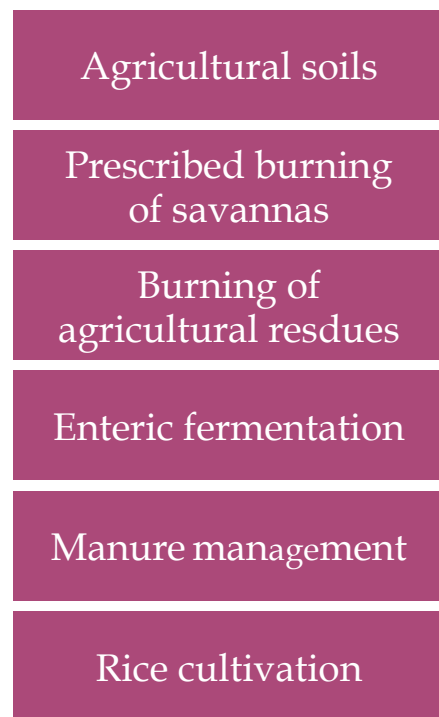 Agricultural soils
Prescribed burning
of savannas
Burning of
agricultural resdues
Enteric fermentation
Manure management
Rice cultivation